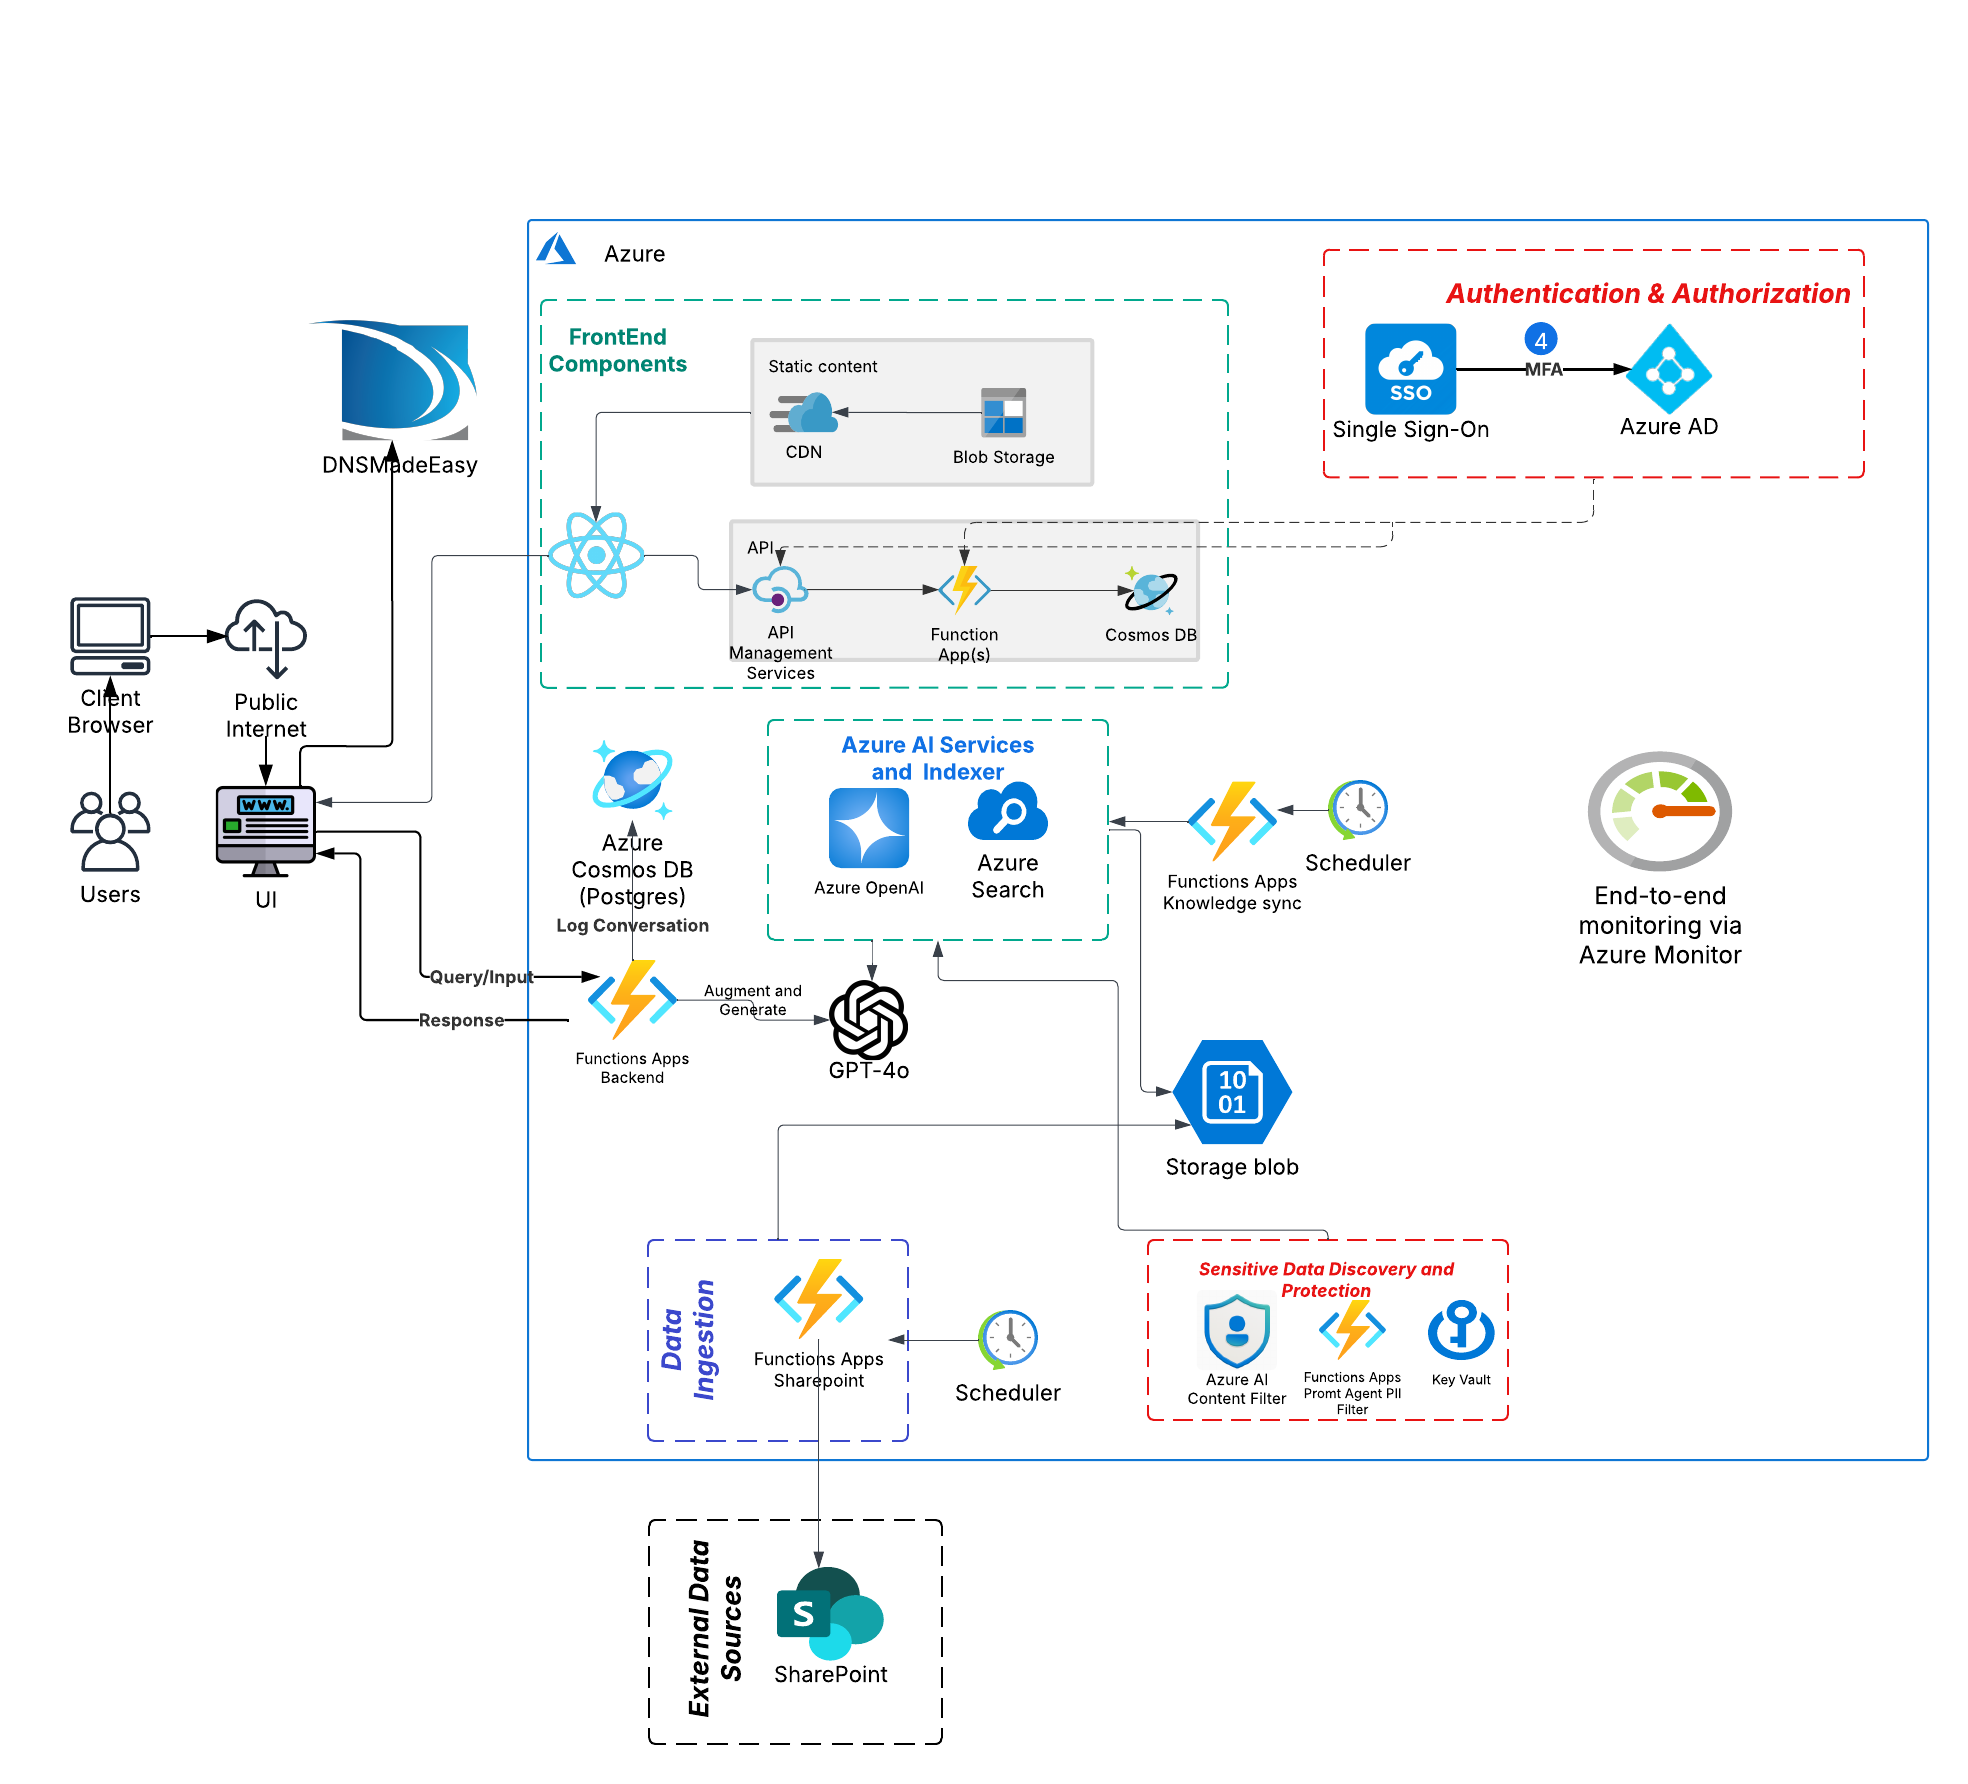 Azure
Authentication & Authorization
4
MFA
SSO
Single Sign-On
Azure AD
FrontEnd
Components
Static content
CDN
Blob Storage
DNSMadeEasy
API
API
Management
Services
Function
App(s)
Cosmos DB
Client
Browser
Public
Internet
Users
www.
UI
Azure
Cosmos DB
(Postgres)
Log Conversation
Azure AI Services
and Indexer
Azure OpenAI
Azure
Search
Functions Apps
Knowledge sync
Scheduler
End-to-end
monitoring via
Azure Monitor
Query/Input
Response
Functions Apps
Backend
Augment and
Generate
GPT-4o
10
01
Storage blob
Data
Ingestion
Functions Apps
Sharepoint
Scheduler
Sensitive Data Discovery and
Protection
Azure AI
Content Filter
Functions Apps
Promt Agent PII
Filter
Key Vault
External Data
Sources
S
SharePoint